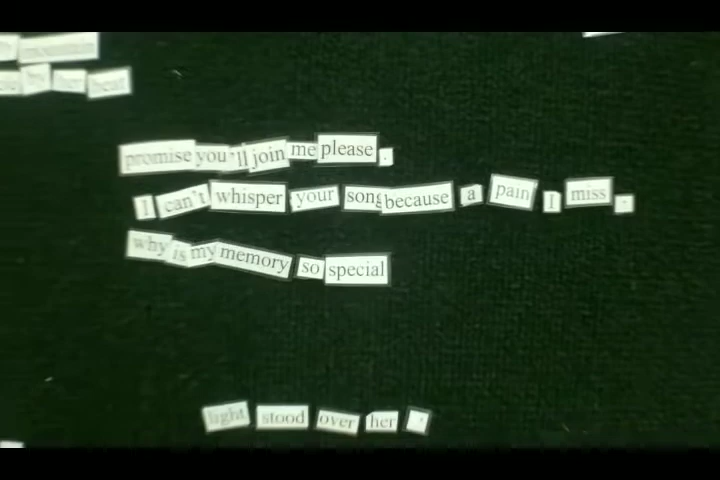 promise you'll join me please.
I can't whisper your song because a pain I miss.
why is my memory so special
light stood over her.